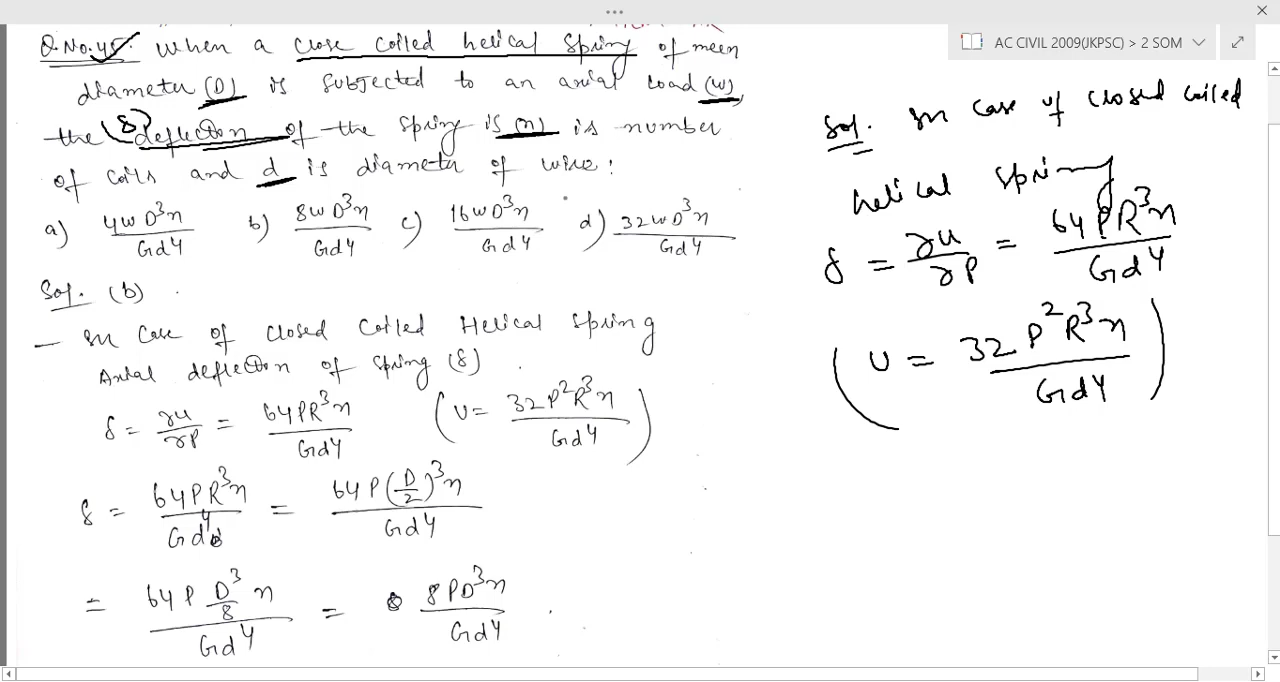 AC CIVIL 2009(JKPSC) > 2 SOM
Q.No.45. When a close coiled helical spring of meen
diameter (D) is subjected to an axial load (w),
the (δ) deflection of the spring is (n) is number
of coils and d is diameter of wire:
a) 4wD³n/Gd⁴ b) 8wD³n/Gd⁴ c) 16wD³n/Gd⁴ d) 32wD³n/Gd⁴
Sol. (b)
- In case of closed coiled Helical spring
Axial deflection of spring (δ)
δ = ∂u/∂P = 64PR³n/Gd⁴ (U = 32P²R³n/Gd⁴)
δ = 64PR³n/Gd⁴ = 64P(D/2)³n/Gd⁴
= 64P D³/8 n/Gd⁴ = 8PD³n/Gd⁴.
Sol. In case of closed coiled
helical spring
δ = ∂u/∂P = 64PR³n/Gd⁴
(U = 32P²R³n/Gd⁴)